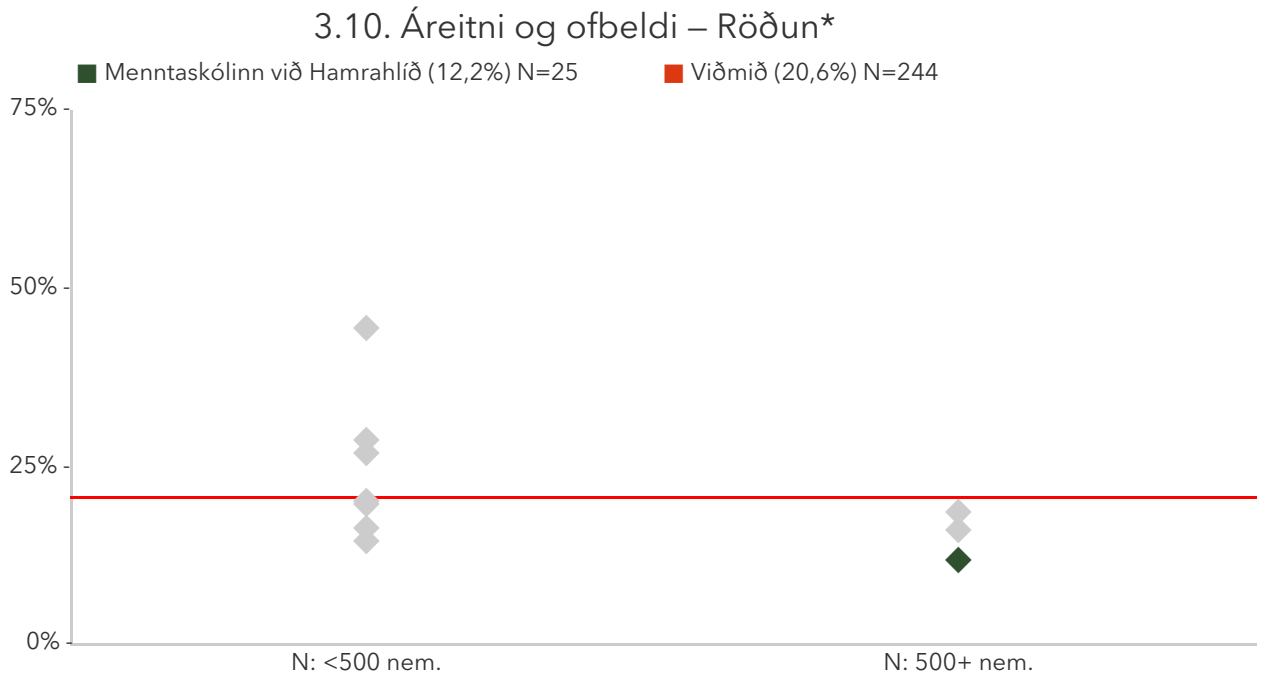 3.10. Áreitni og ofbeldi – Röðun*
Menntaskólinn við Hamrahlíð (12,2%) N=25
Viðmið (20,6%) N=244
75%
50%
25%
0%
N: <500 nem.
N: 500+ nem.